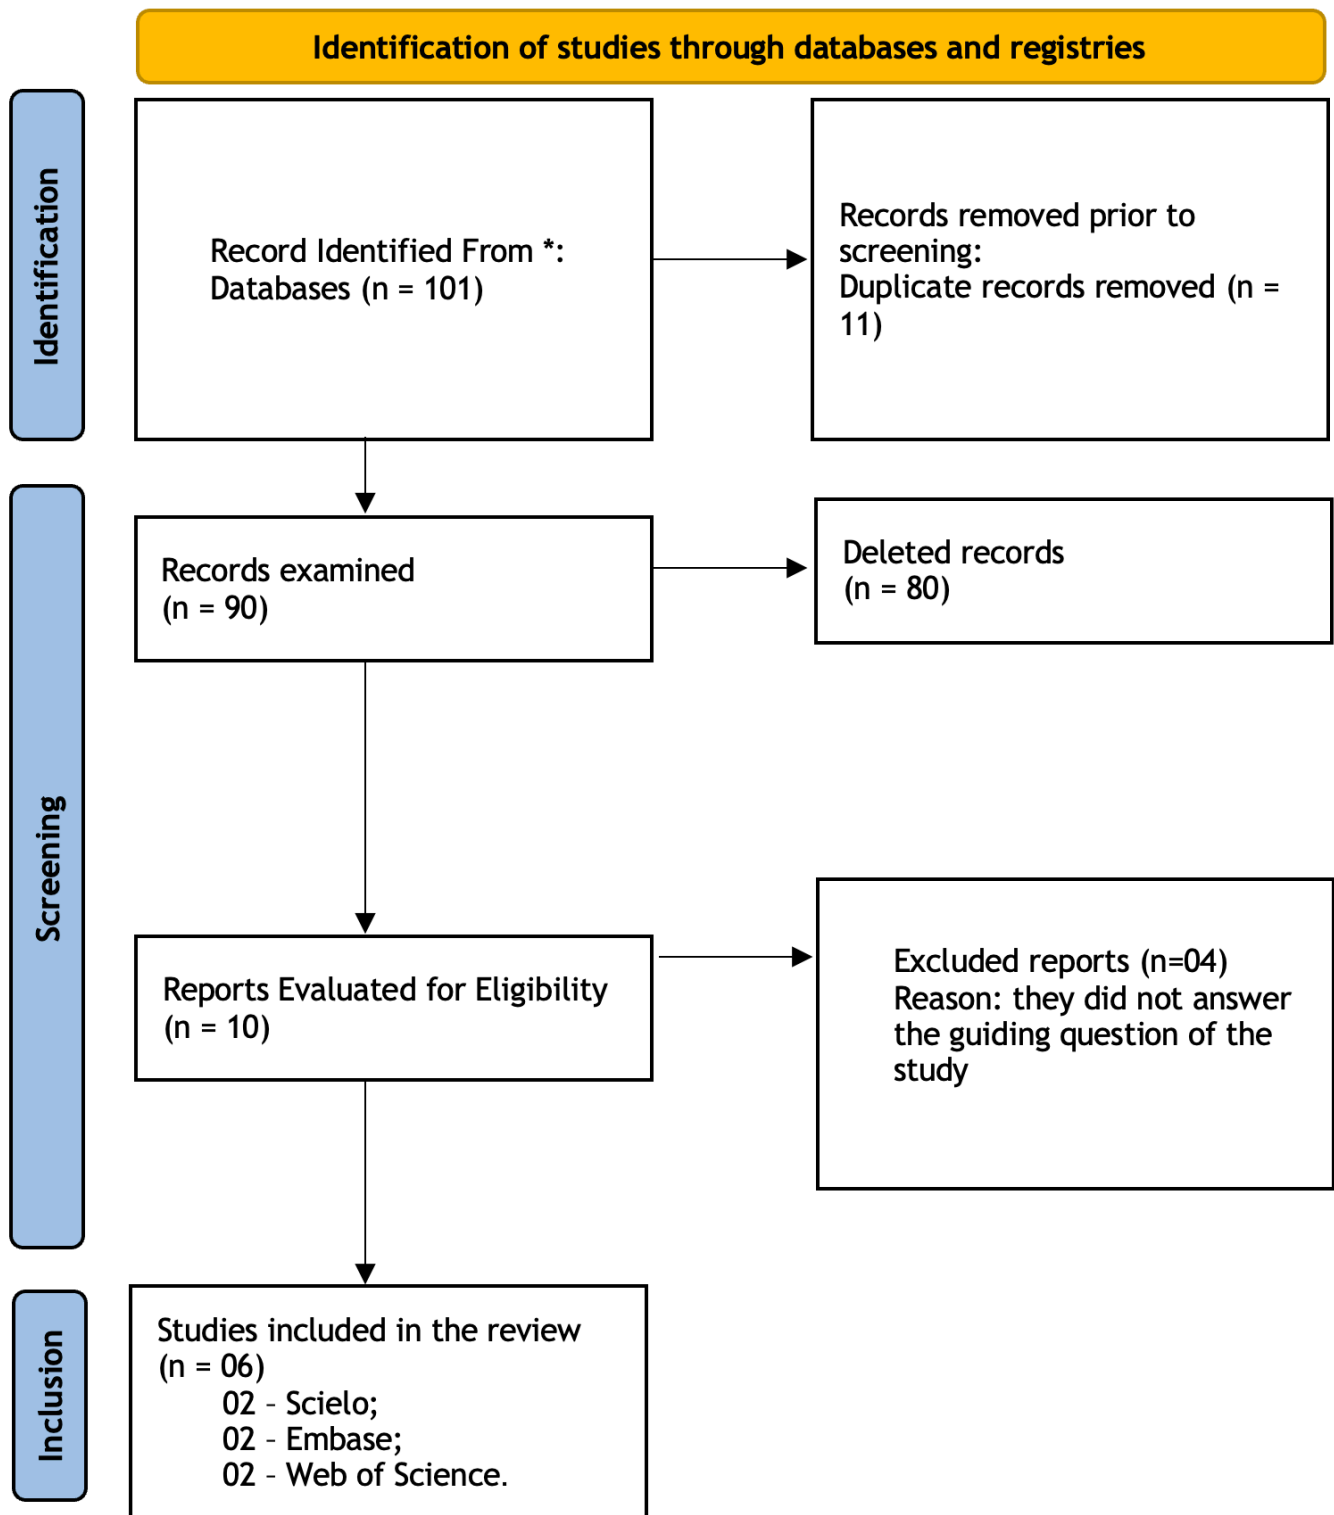 Identification of studies through databases and registries
Identification
Record Identified From *:
Databases (n = 101)
Records removed prior to
screening:
Duplicate records removed (n =
11)
Screening
Records examined
(n = 90)
Deleted records
(n = 80)
Reports Evaluated for Eligibility
(n = 10)
Excluded reports (n=04)
Reason: they did not answer
the guiding question of the
study
Inclusion
Studies included in the review
(n = 06)
02 – Scielo;
02 – Embase;
02 – Web of Science.